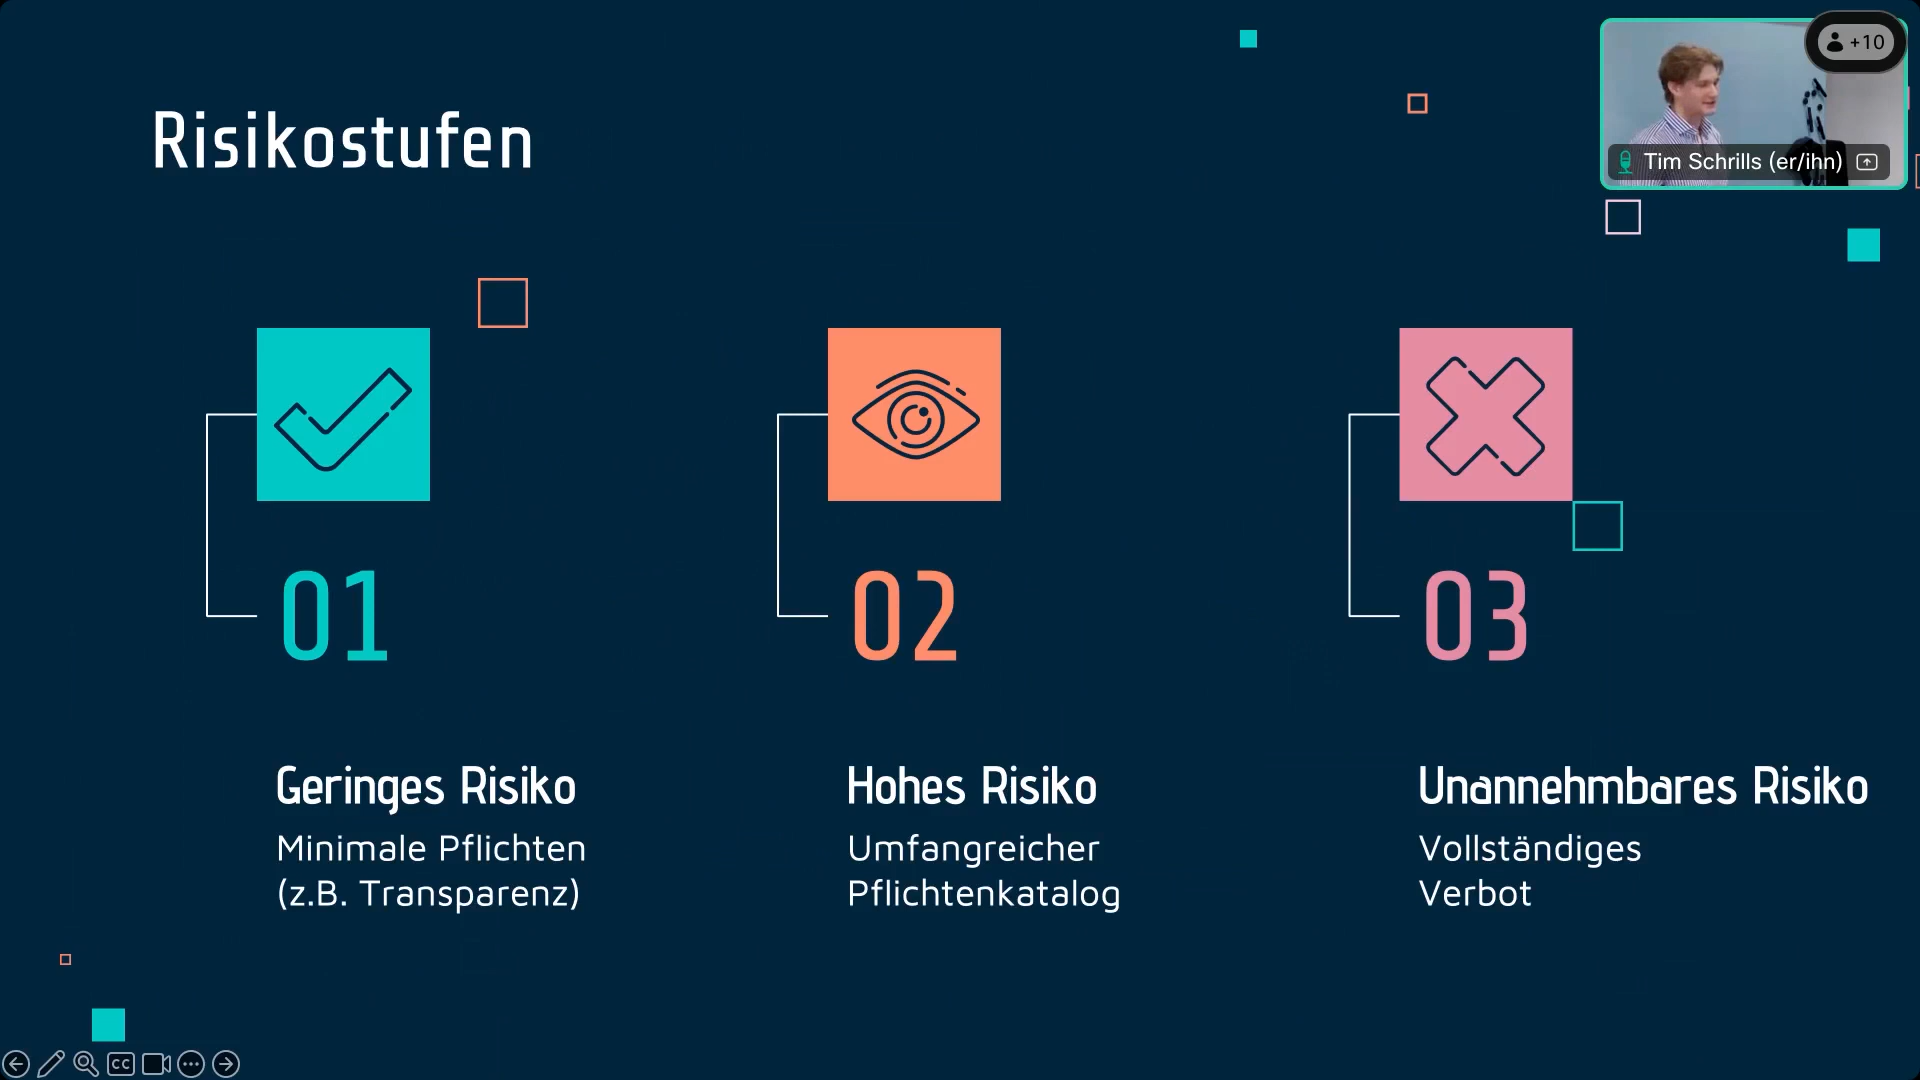 Risikostufen
+10
Tim Schrills (er/ihn)
01
02
03
Geringes Risiko
Minimale Pflichten
(z.B. Transparenz)
Hohes Risiko
Umfangreicher
Pflichtenkatalog
Unannehmbares Risiko
Vollständiges
Verbot
CC